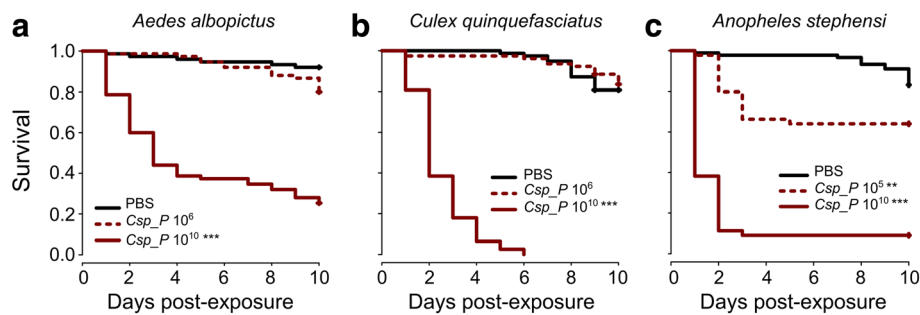 a
Aedes albopictus
b
Culex quinquefasciatus
c
Anopheles stephensi
Survival
1.0
0.8
0.6
0.4
0.2
0.0
PBS
Csp_P 10⁶
Csp_P 10¹⁰ ***
PBS
Csp_P 10⁶
Csp_P 10¹⁰ ***
PBS
Csp_P 10⁵ **
Csp_P 10¹⁰ ***
0 2 4 6 8 10
0 2 4 6 8 10
0 2 4 6 8 10
Days post-exposure
Days post-exposure
Days post-exposure